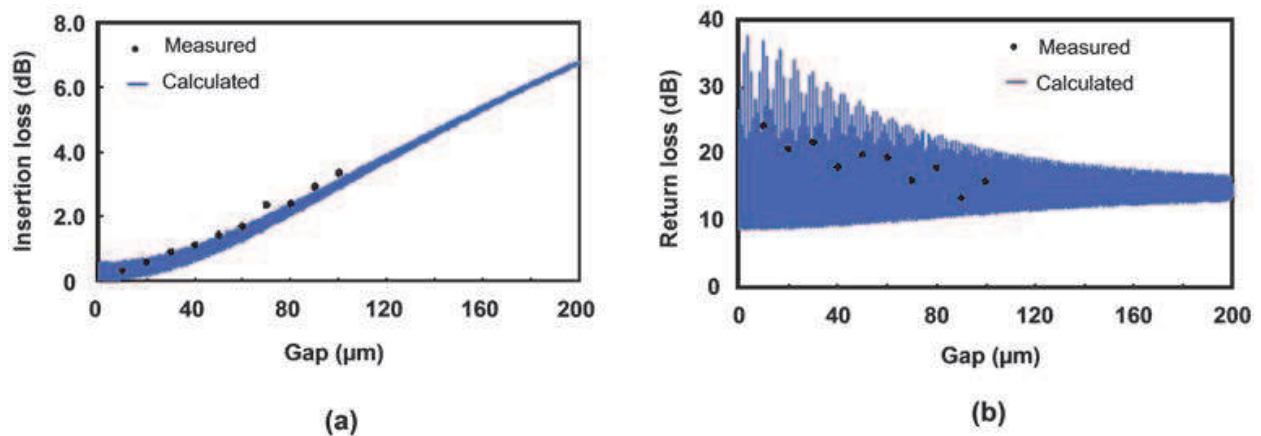 8.0
6.0
4.0
2.0
0
Insertion loss (dB)
Measured
Calculated
0 40 80 120 160 200
Gap (μm)
(a)
40
30
20
10
0
Return loss (dB)
Measured
Calculated
0 40 80 120 160 200
Gap (μm)
(b)